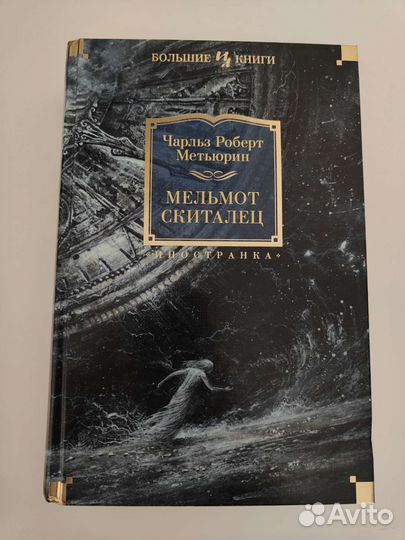 БОЛЬШИЕ КНИГИ
Чарльз Роберт
Метьюрин
МЕЛЬМОТ
СКИТАЛЕЦ
«ИНОСТРАНКА»
Avito